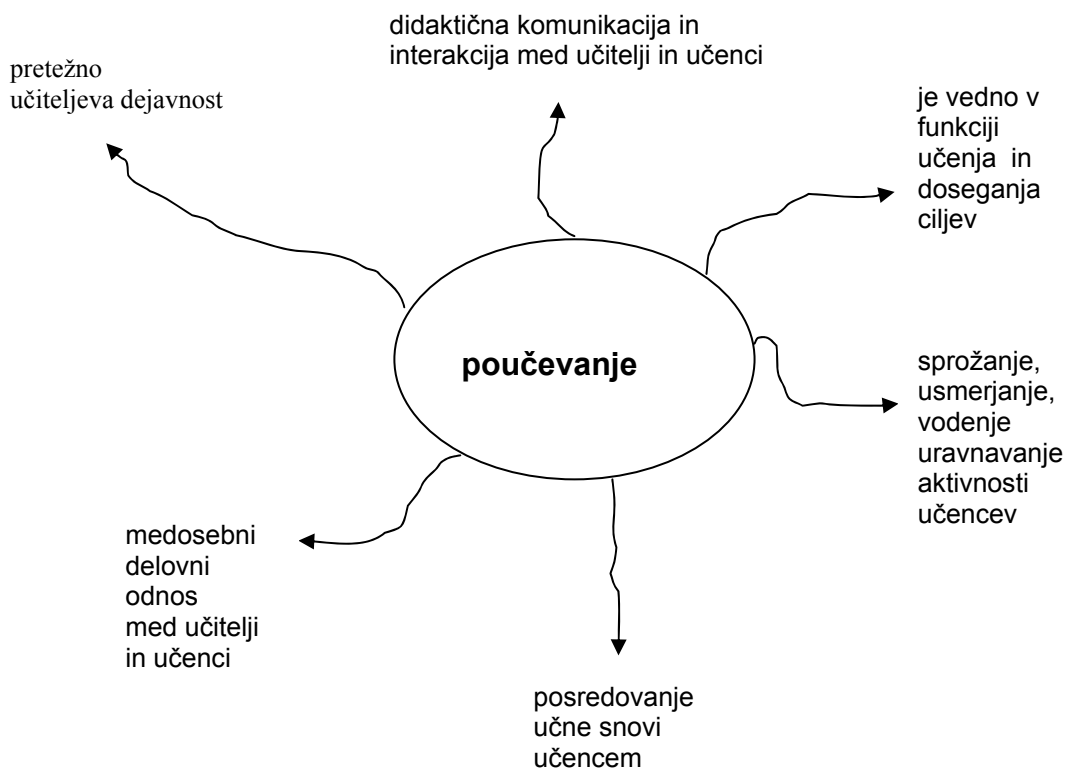 didaktična komunikacija in
interakcija med učitelji in učenci
pretežno
učiteljeva dejavnost
je vedno v
funkciji
učenja in
doseganja
ciljev
poučevanje
sprožanje,
usmerjanje,
vodenje
uravnavanje
aktivnosti
učencev
medosebni
delovni
odnos
med učitelji
in učenci
posredovanje
učne snovi
učencem